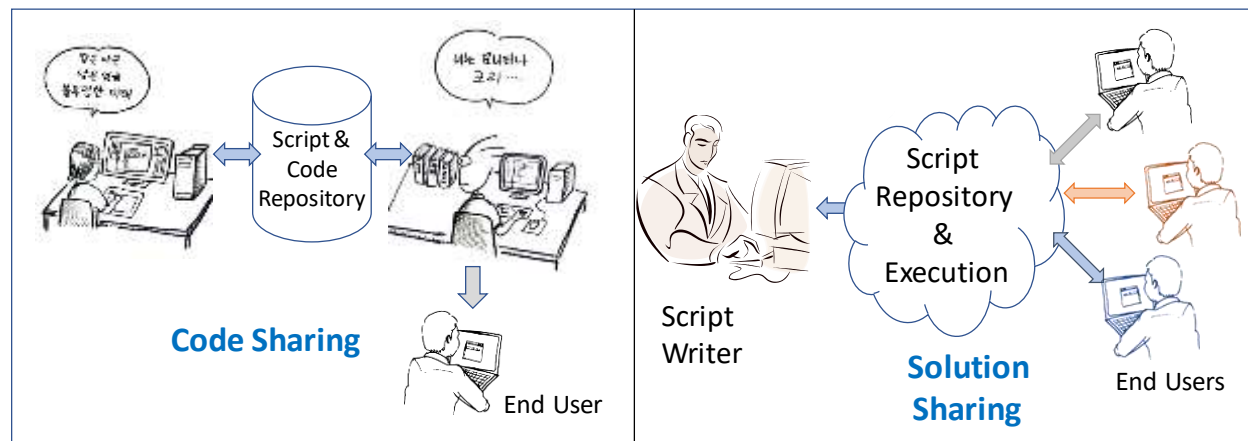 Script &
Code
Repository
Code Sharing
End User
Script
Writer
Script
Repository
&
Execution
Solution
Sharing
End Users